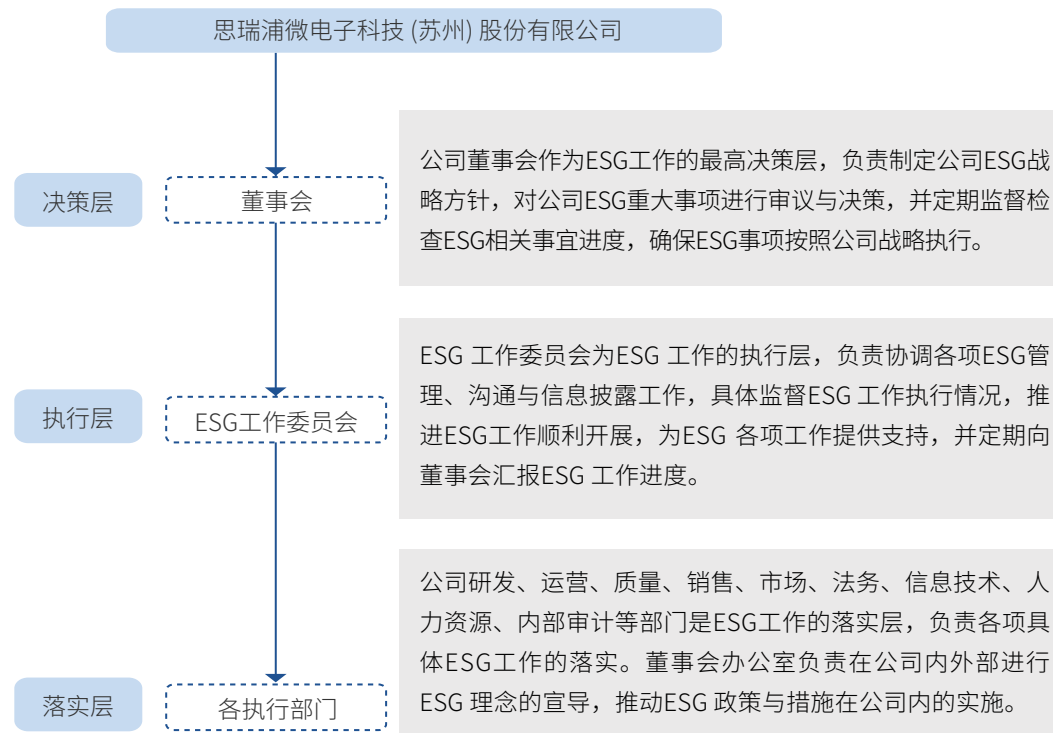 思瑞浦微电子科技 (苏州) 股份有限公司
决策层
董事会
公司董事会作为ESG工作的最高决策层，负责制定公司ESG战
略方针，对公司ESG重大事项进行审议与决策，并定期监督检
查ESG相关事宜进度，确保ESG事项按照公司战略执行。
执行层
ESG工作委员会
ESG 工作委员会为ESG 工作的执行层，负责协调各项ESG管
理、沟通与信息披露工作，具体监督ESG 工作执行情况，推
进ESG工作顺利开展，为ESG 各项工作提供支持，并定期向
董事会汇报ESG 工作进度。
落实层
各执行部门
公司研发、运营、质量、销售、市场、法务、信息技术、人
力资源、内部审计等部门是ESG工作的落实层，负责各项具
体ESG工作的落实。董事会办公室负责在公司内外部进行
ESG 理念的宣导，推动ESG 政策与措施在公司内的实施。